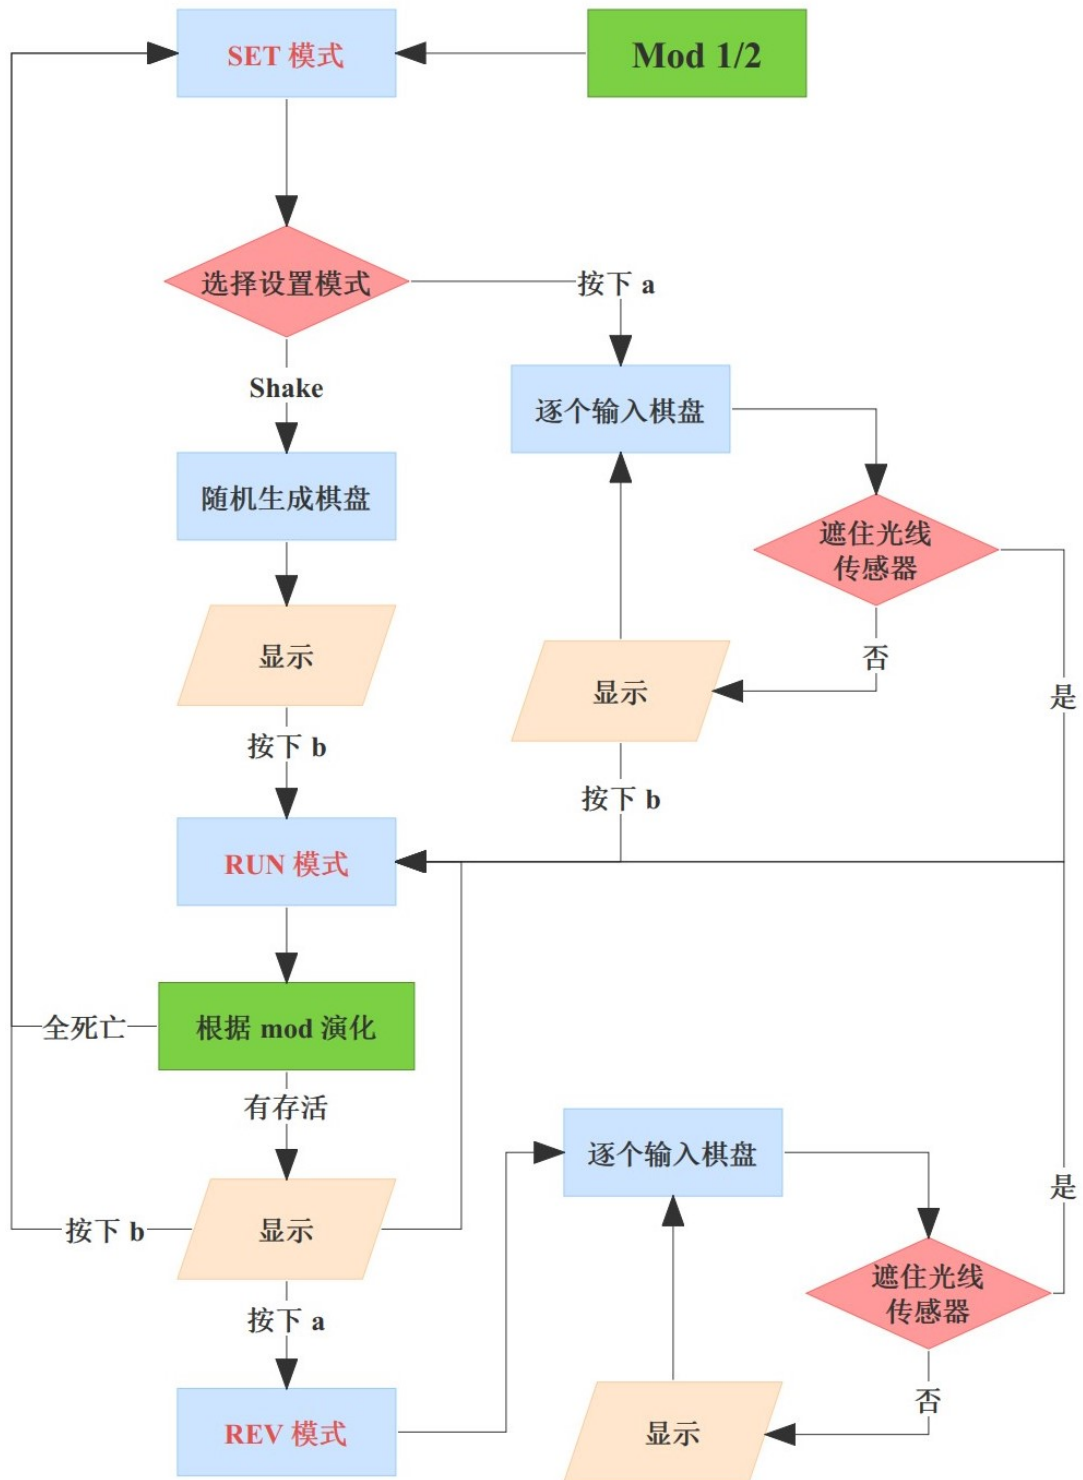 SET 模式
Mod 1/2
选择设置模式
按下 a
Shake
逐个输入棋盘
随机生成棋盘
遮住光线
传感器
显示
否
显示
是
按下 b
按下 b
RUN 模式
全死亡
根据 mod 演化
有存活
逐个输入棋盘
是
按下 b
显示
遮住光线
传感器
按下 a
否
REV 模式
显示